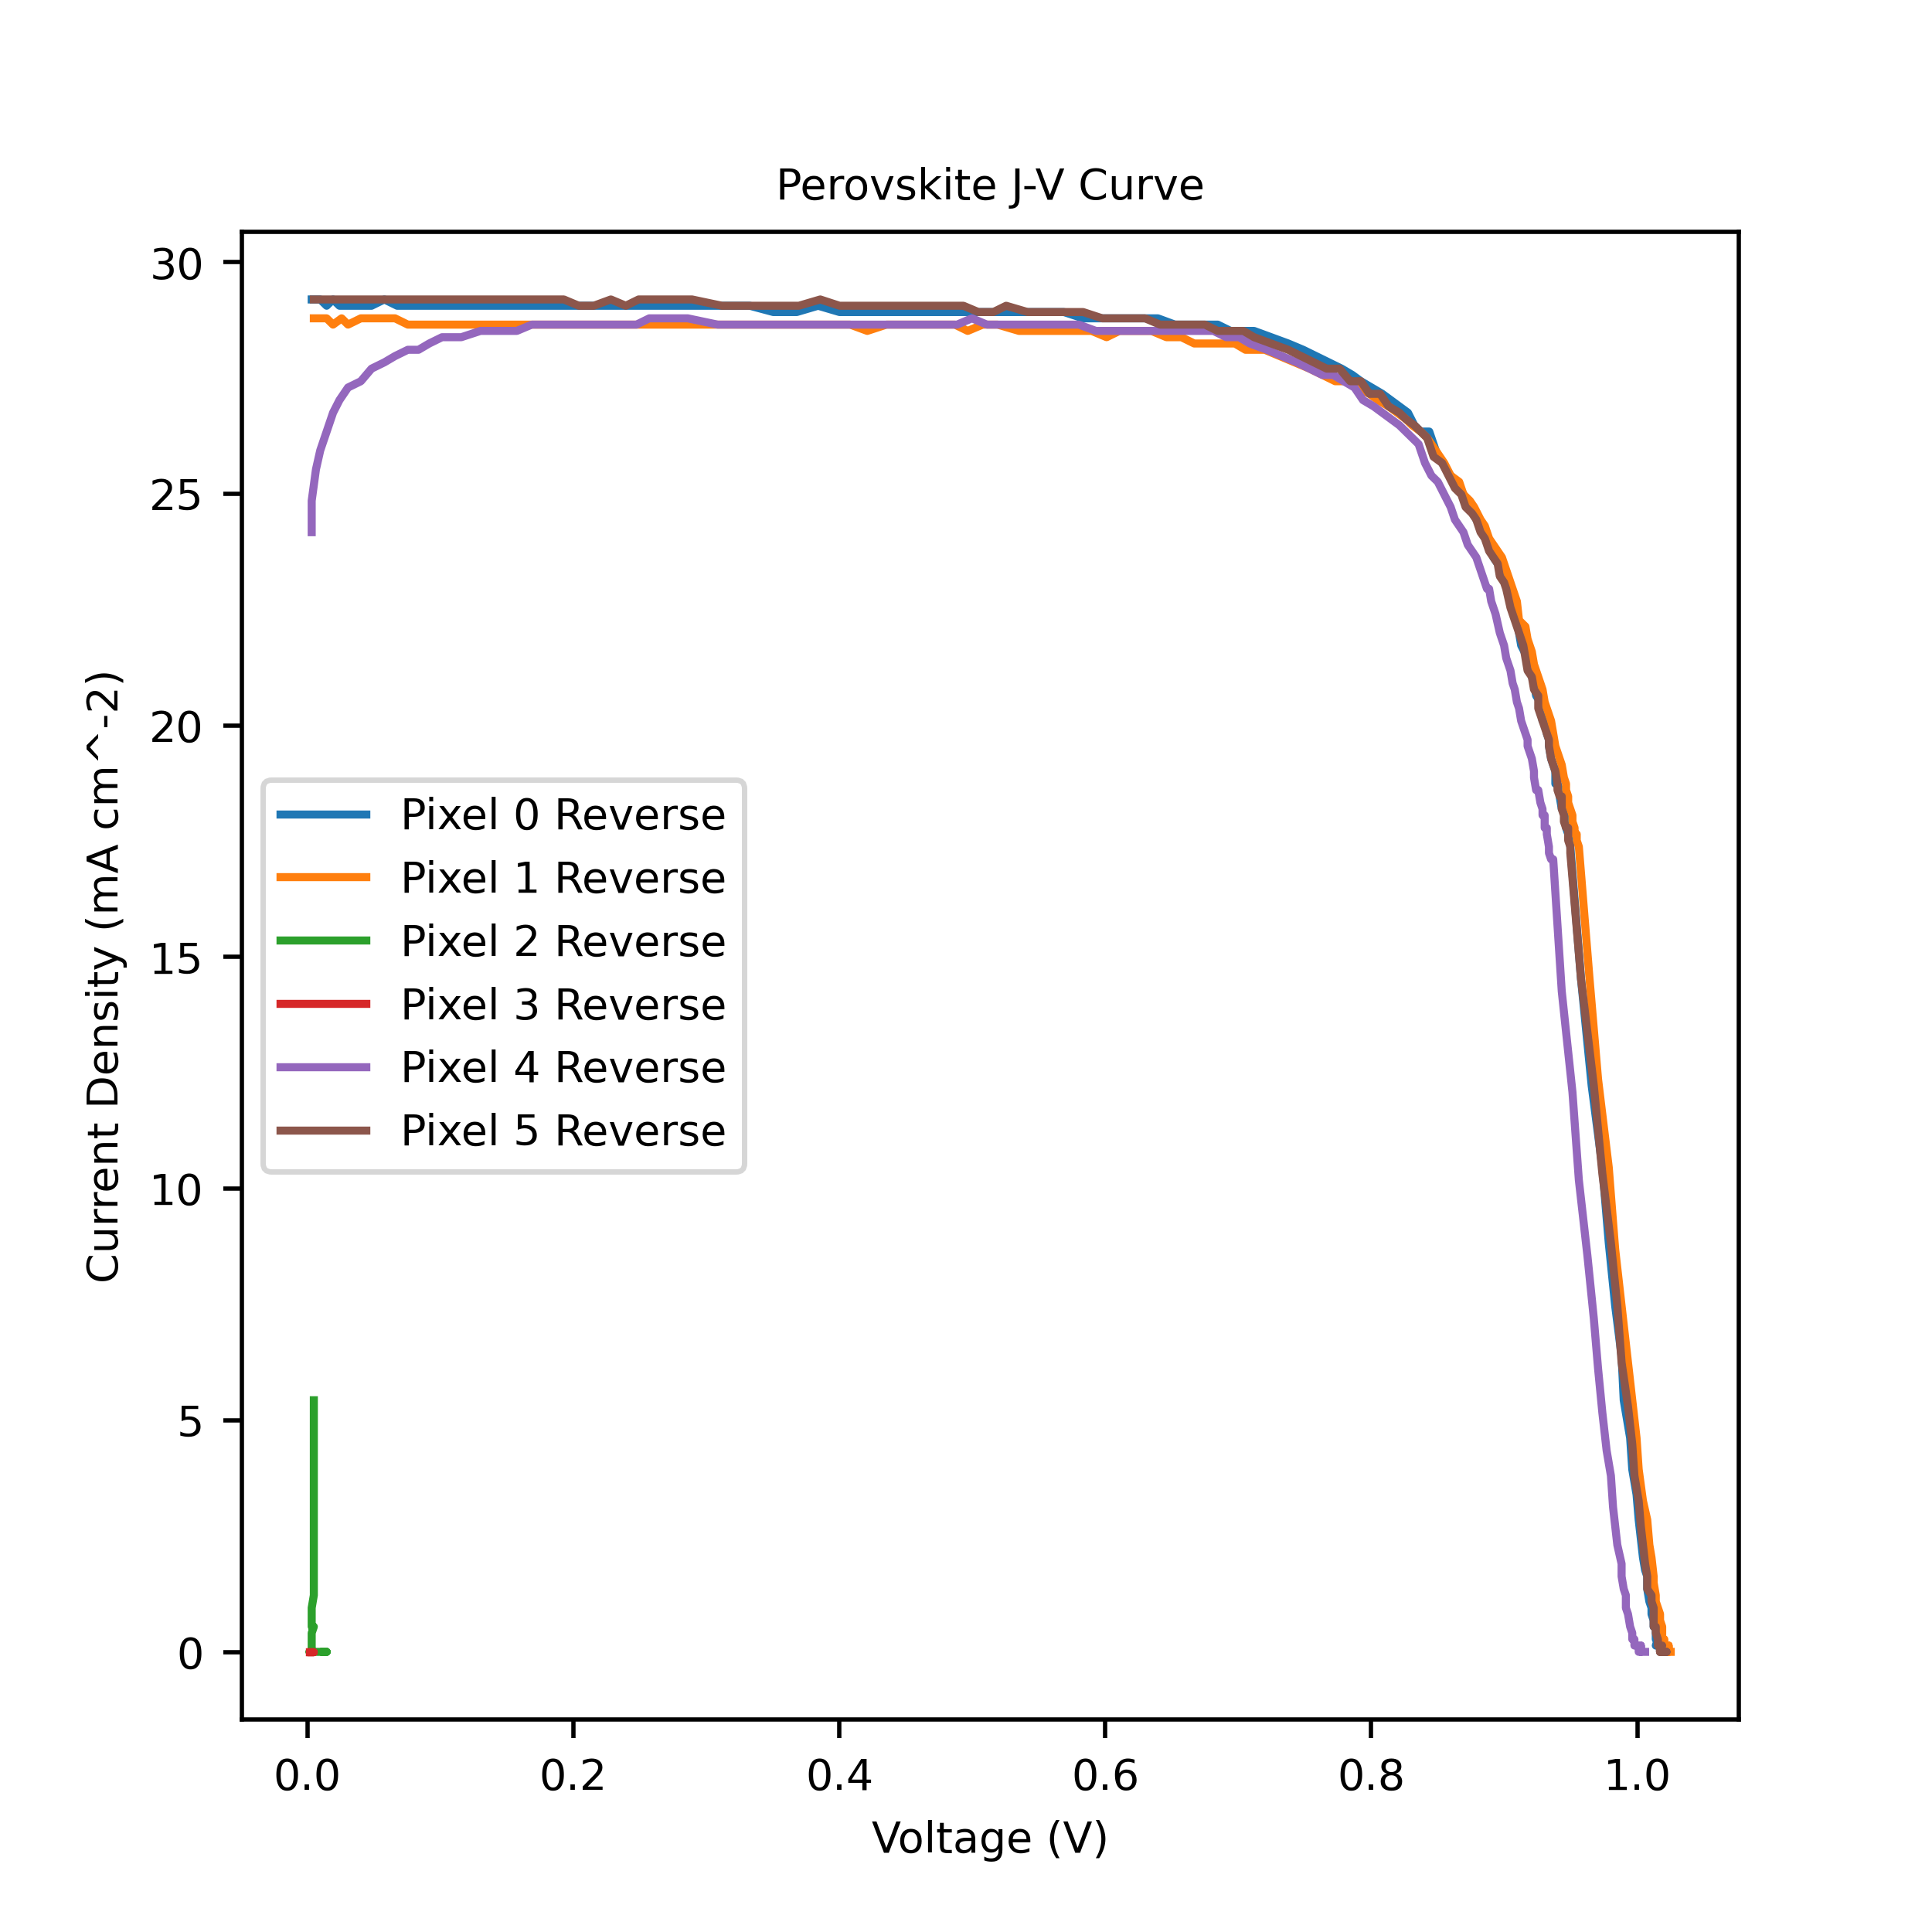 Perovskite J-V Curve
30
25
20
15
10
5
0
Current Density (mA cm^-2)
Pixel 0 Reverse
Pixel 1 Reverse
Pixel 2 Reverse
Pixel 3 Reverse
Pixel 4 Reverse
Pixel 5 Reverse
0.0 0.2 0.4 0.6 0.8 1.0
Voltage (V)